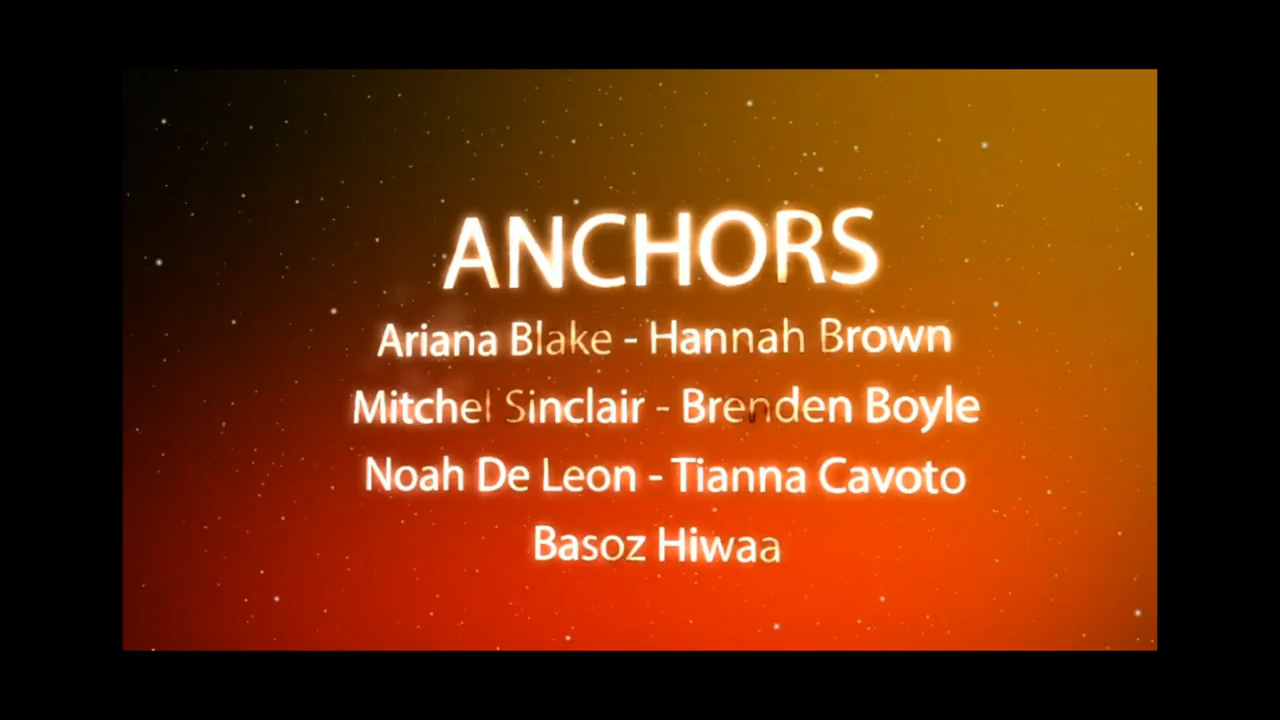 ANCHORS
Ariana Blake - Hannah Brown
Mitchel Sinclair - Brenden Boyle
Noah De Leon - Tianna Cavoto
Basoz Hiwaa